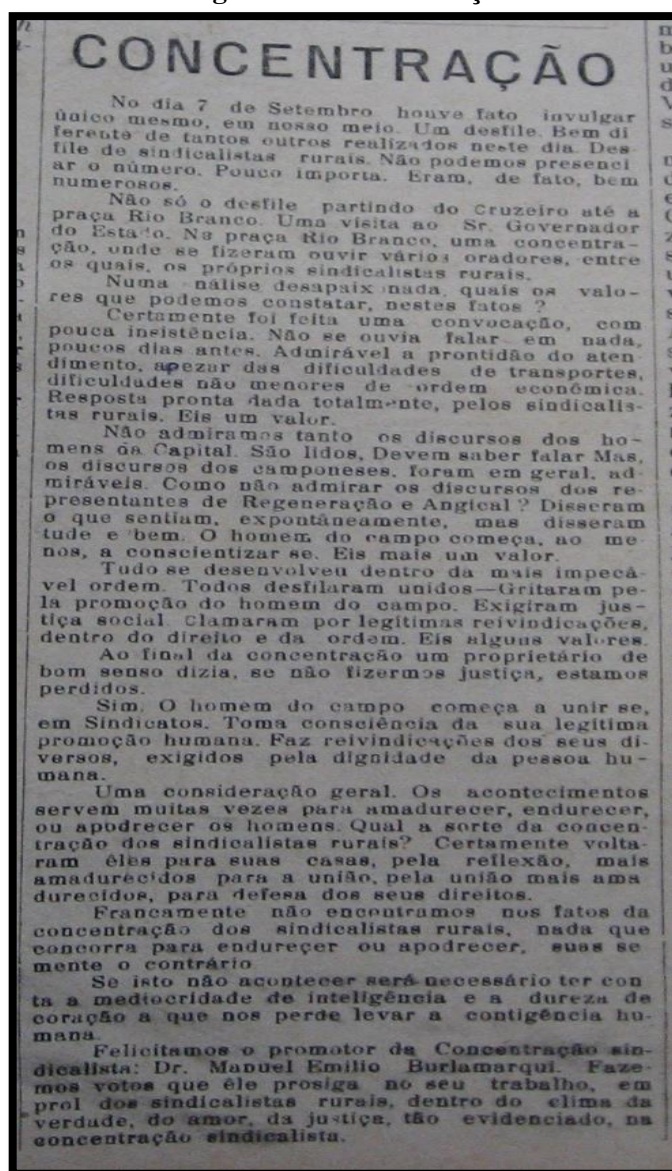 CONCENTRAÇÃO
No dia 7 de Setembro houve fato invulgar
único mesmo, em nosso meio. Um desfile. Bem di
ferente de tantos outros realizados neste dia. Des
file de sindicalistas rurais. Não podemos presenci
ar o número. Pouco importa. Eram, de fato, bem
numerosos.
Não só o desfile partindo do Cruzeiro até a
praça Rio Branco. Uma visita ao Sr. Governador
do Estado. Na praça Rio Branco, uma concentra-
ção, onde se fizeram ouvir vários oradores, entre
os quais, os próprios sindicalistas rurais.
Numa nálise desapaix nada, quais os valo-
res que podemos constatar, nestes fatos ?
Certamente foi feita uma convocação, com
pouca insistência. Não se ouvia falar em nada,
poucos dias antes. Admirável a prontidão do aten
dimento, apezar das dificuldades de transportes,
dificuldades não menores de ordem econômica.
Resposta pronta dada totalmente, pelos sindicalis-
tas rurais. Eis um valor.
Não admiramos tanto os discursos dos ho-
mens da Capital. São lidos, Devem saber falar Mas,
os discursos dos camponeses, foram em geral, ad-
miráveis. Como não admirar os discursos dos re-
presentantes de Regeneração e Angical ? Disseram
o que sentiam, expontâneamente, mas disseram
tude e bem. O homem do campo começa, ao me-
nos, a conscientizar se. Eis mais um valor.
Tudo se desenvolveu dentro da mais impecá-
vel ordem. Todos desfilaram unidos—Gritaram pe-
la promoção do homem do campo. Exigiram jus-
tiça social. Clamaram por legítimas reivindicações,
dentro do direito e da ordem. Eis alguns valores.
Ao final da concentração um proprietário de
bom senso dizia, se não fizermos justiça, estamos
perdidos.
Sim. O homem do campo começa a unir se,
em Sindicatos. Toma consciência da sua legítima
promoção humana. Faz reivindicações dos seus di-
versos, exigidos pela dignidade da pessoa hu-
mana.
Uma consideração geral. Os acontecimentos
servem muitas vezes para amadurecer, endurecer,
ou apodrecer os homens. Qual a sorte da concen-
tração dos sindicalistas rurais? Certamente volta-
ram êles para suas casas, pela reflexão, mais
amadurecidos para a união, pela união mais ama
durecidos, para defesa dos seus direitos.
Francamente não encontramos nos fatos da
concentração dos sindicalistas rurais, nada que
concorra para endureçer ou apodrecer, suas se
mente o contrário
Se isto não acontecer será necessário ter con
ta a mediocridade de inteligência e a dureza de
coração a que nos perde levar a contigência hu-
mana.
Felicitamos o promotor da Concentração sin-
dicalista: Dr. Manuel Emilio Burlamarqui. Faze-
mos votos que êle prosiga no seu trabalho, em
prol dos sindicalistas rurais, dentro do clima da
verdade, do amor, da justiça, tão evidenciado, na
concentração sindicalista.